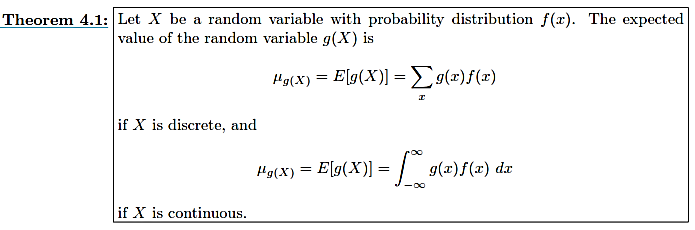 Theorem 4.1: Let X be a random variable with probability distribution f(x). The expected
value of the random variable g(X) is
μ_{g(X)} = E[g(X)] = ∑_x g(x)f(x)
if X is discrete, and
μ_{g(X)} = E[g(X)] = ∫_{-∞}^{∞} g(x)f(x) dx
if X is continuous.